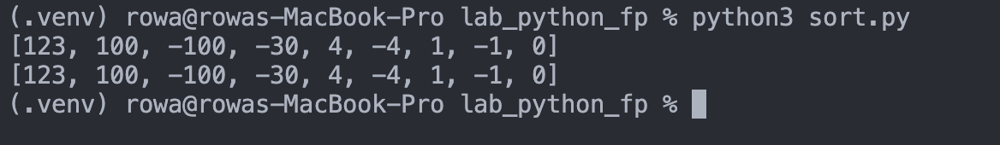 (.venv) rowa@rowas-MacBook-Pro lab_python_fp % python3 sort.py
[123, 100, -100, -30, 4, -4, 1, -1, 0]
[123, 100, -100, -30, 4, -4, 1, -1, 0]
(.venv) rowa@rowas-MacBook-Pro lab_python_fp %